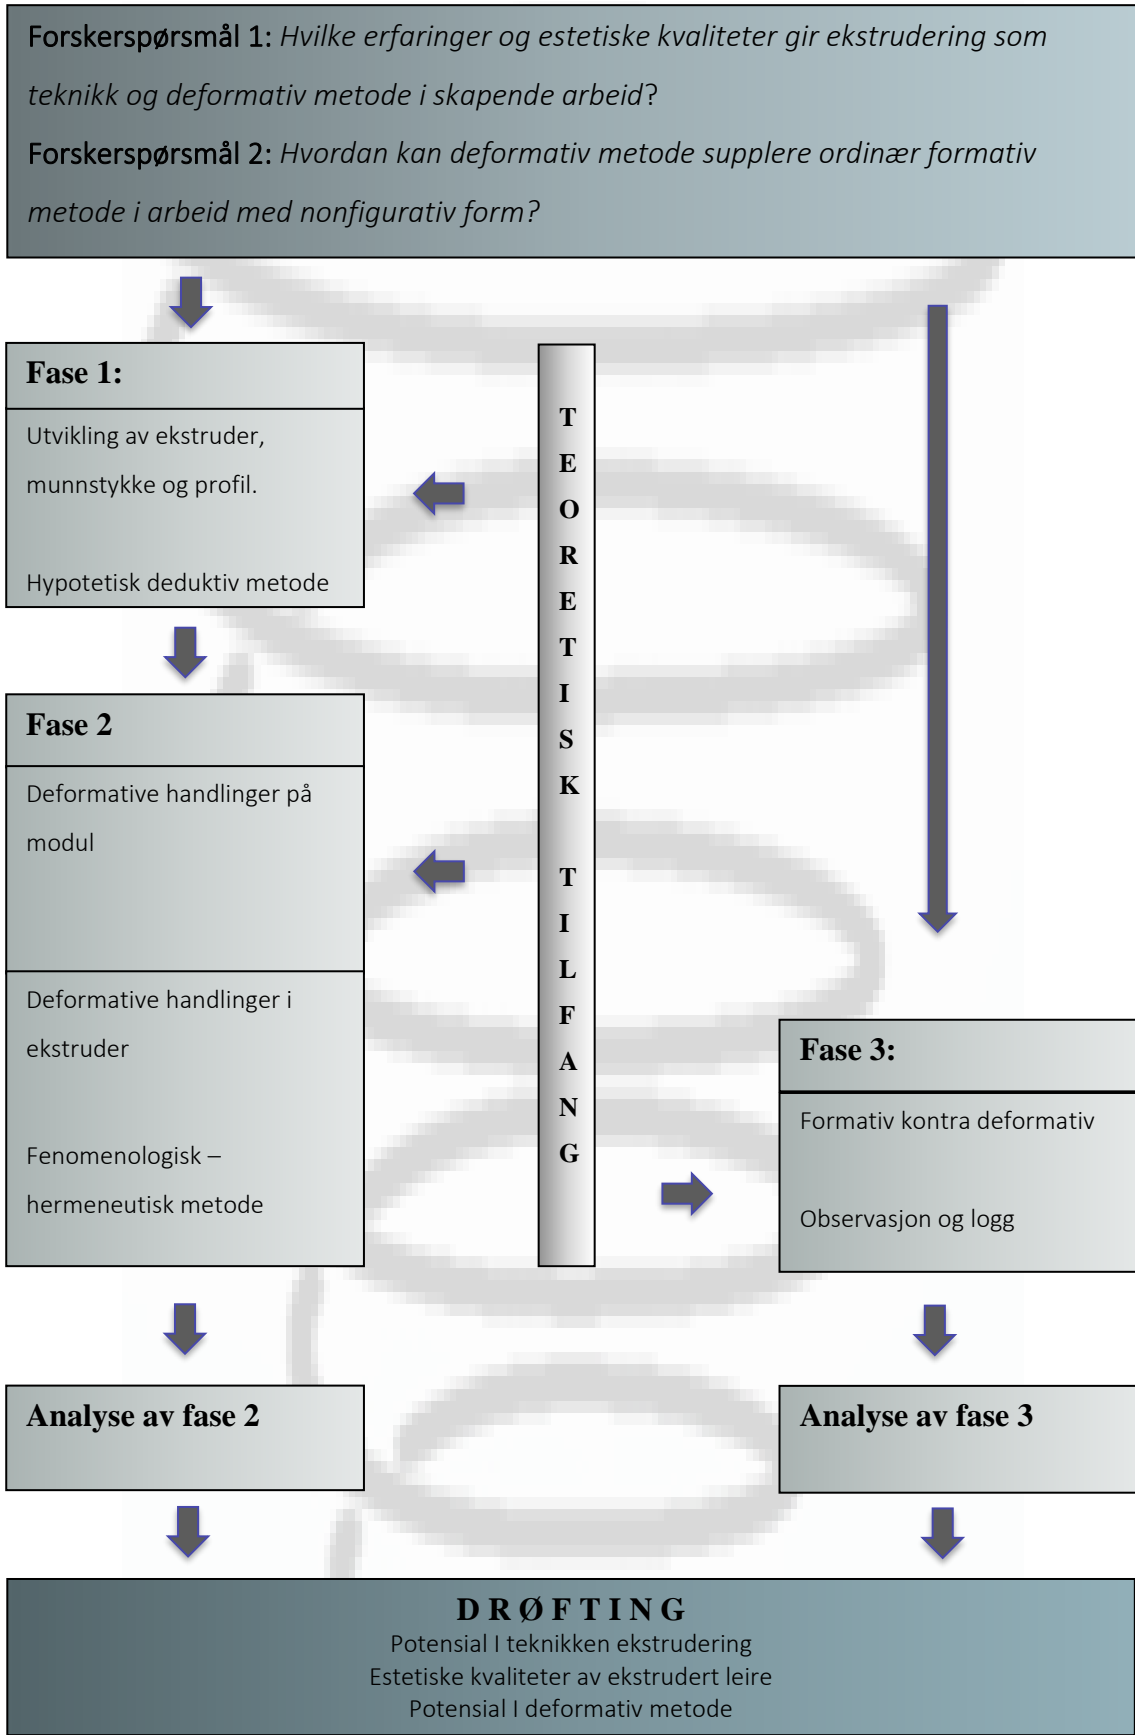 Forskerspørsmål 1: Hvilke erfaringer og estetiske kvaliteter gir ekstrudering som
teknikk og deformativ metode i skapende arbeid?
Forskerspørsmål 2: Hvordan kan deformativ metode supplere ordinær formativ
metode i arbeid med nonfigurativ form?
Fase 1:
Utvikling av ekstruder,
munnstykke og profil.
Hypotetisk deduktiv metode
Fase 2
Deformative handlinger på
modul
Deformative handlinger i
ekstruder
Fenomenologisk –
hermeneutisk metode
Analyse av fase 2
T
E
O
R
E
T
I
S
K
T
I
L
F
A
N
G
Fase 3:
Formativ kontra deformativ
Observasjon og logg
Analyse av fase 3
D R Ø F T I N G
Potensial I teknikken ekstrudering
Estetiske kvaliteter av ekstrudert leire
Potensial I deformativ metode